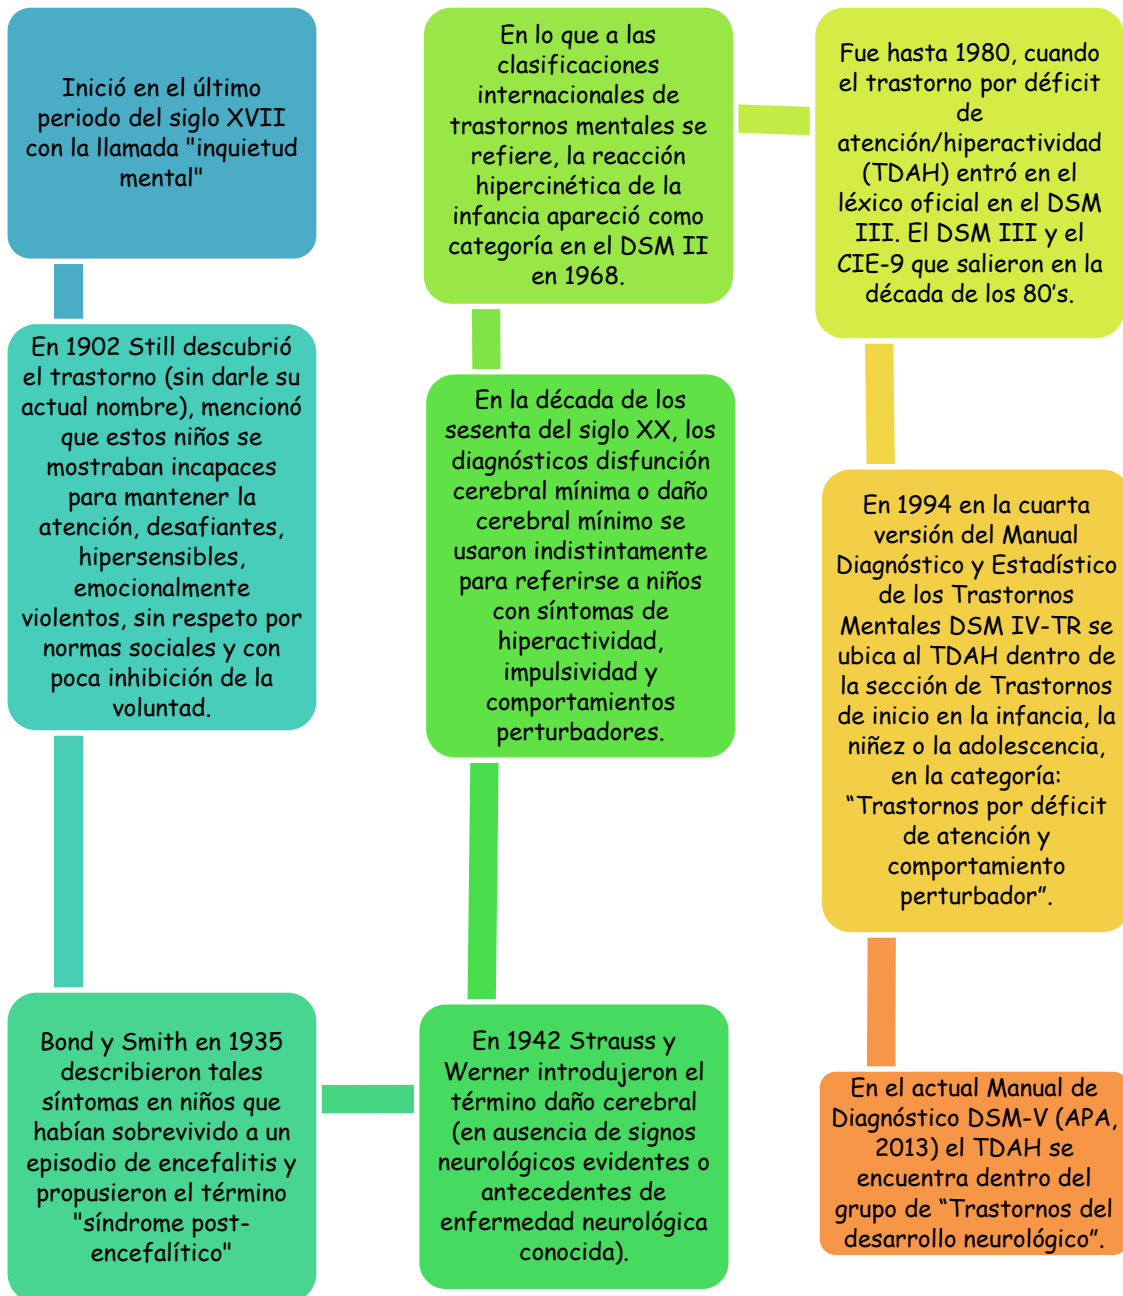 Inició en el último
periodo del siglo XVII
con la llamada "inquietud
mental"
En 1902 Still descubrió
el trastorno (sin darle su
actual nombre), mencionó
que estos niños se
mostraban incapaces
para mantener la
atención, desafiantes,
hipersensibles,
emocionalmente
violentos, sin respeto por
normas sociales y con
poca inhibición de la
voluntad.
Bond y Smith en 1935
describieron tales
síntomas en niños que
habían sobrevivido a un
episodio de encefalitis y
propusieron el término
"síndrome post-
encefalítico"
En 1942 Strauss y
Werner introdujeron el
término daño cerebral
(en ausencia de signos
neurológicos evidentes o
antecedentes de
enfermedad neurológica
conocida).
En la década de los
sesenta del siglo XX, los
diagnósticos disfunción
cerebral mínima o daño
cerebral mínimo se
usaron indistintamente
para referirse a niños
con síntomas de
hiperactividad,
impulsividad y
comportamientos
perturbadores.
En lo que a las
clasificaciones
internacionales de
trastornos mentales se
refiere, la reacción
hipercinética de la
infancia apareció como
categoría en el DSM II
en 1968.
Fue hasta 1980, cuando
el trastorno por déficit
de
atención/hiperactividad
(TDAH) entró en el
léxico oficial en el DSM
III. El DSM III y el
CIE-9 que salieron en la
década de los 80’s.
En 1994 en la cuarta
versión del Manual
Diagnóstico y Estadístico
de los Trastornos
Mentales DSM IV-TR se
ubica al TDAH dentro de
la sección de Trastornos
de inicio en la infancia, la
niñez o la adolescencia,
en la categoría:
“Trastornos por déficit
de atención y
comportamiento
perturbador”.
En el actual Manual de
Diagnóstico DSM-V (APA,
2013) el TDAH se
encuentra dentro del
grupo de “Trastornos del
desarrollo neurológico”.